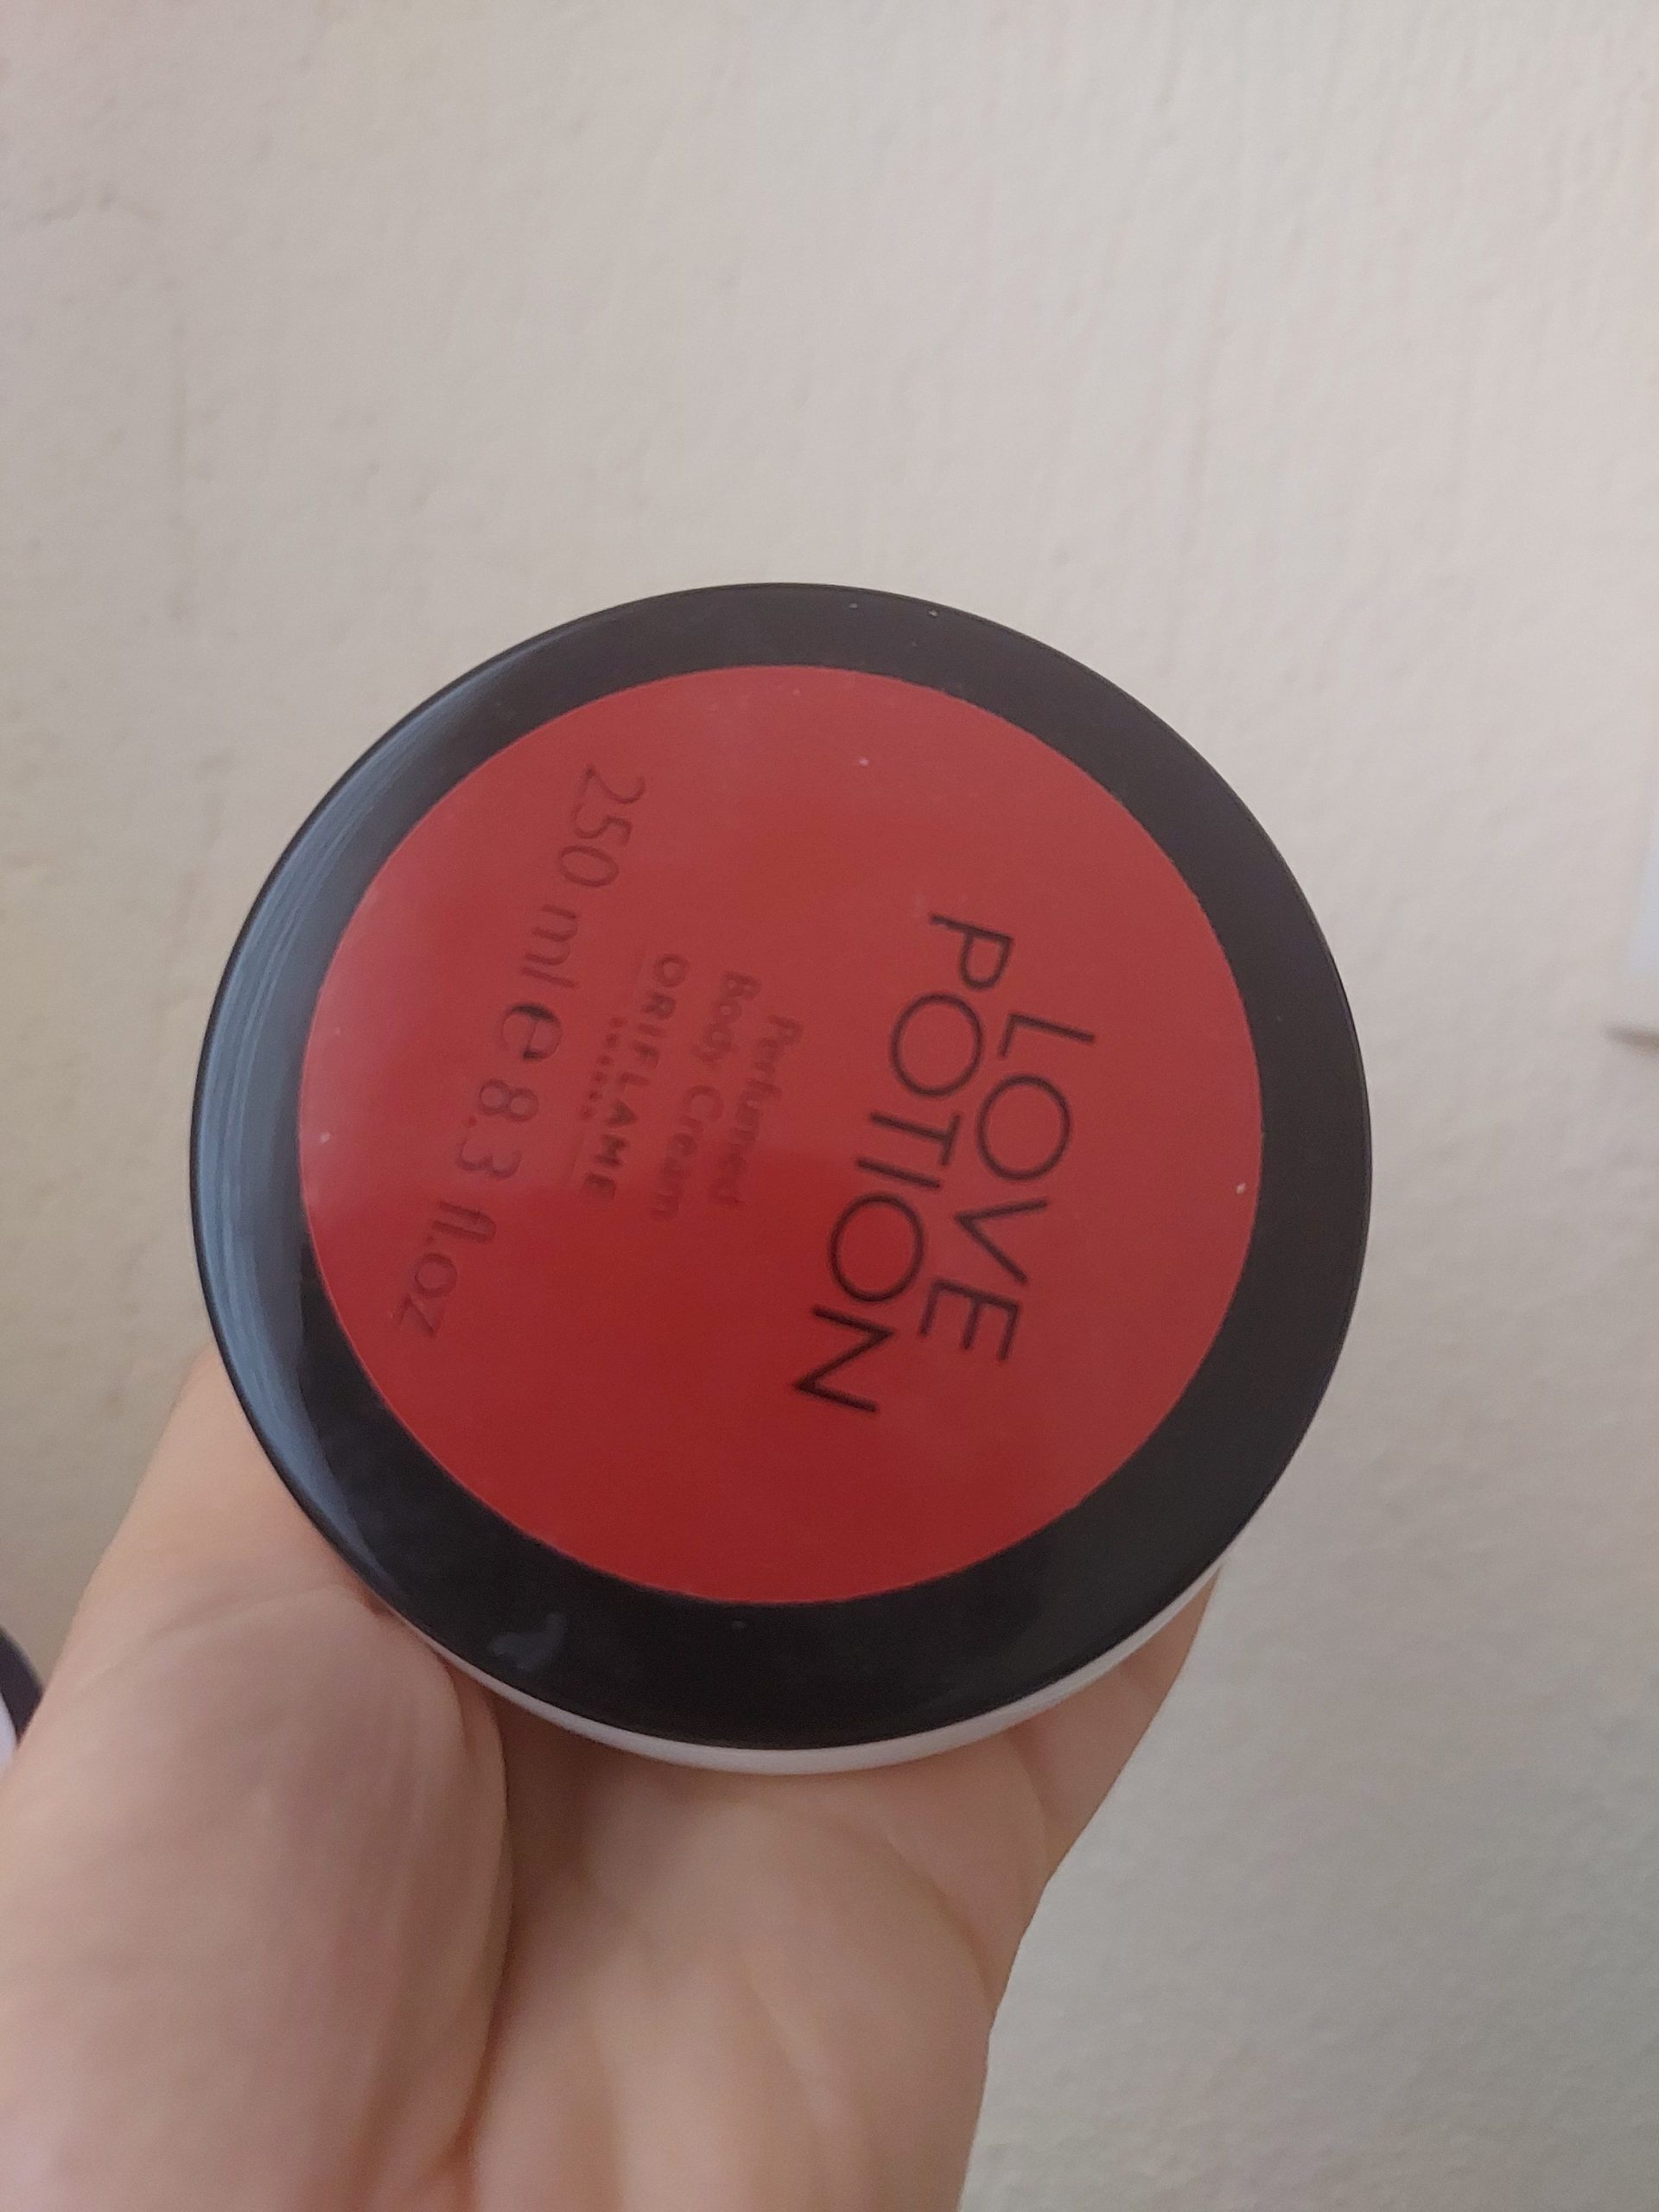 LOVE
POTION
Perfumed
Body Cream
ORIFLAME
250 ml e 8.3 fl.oz